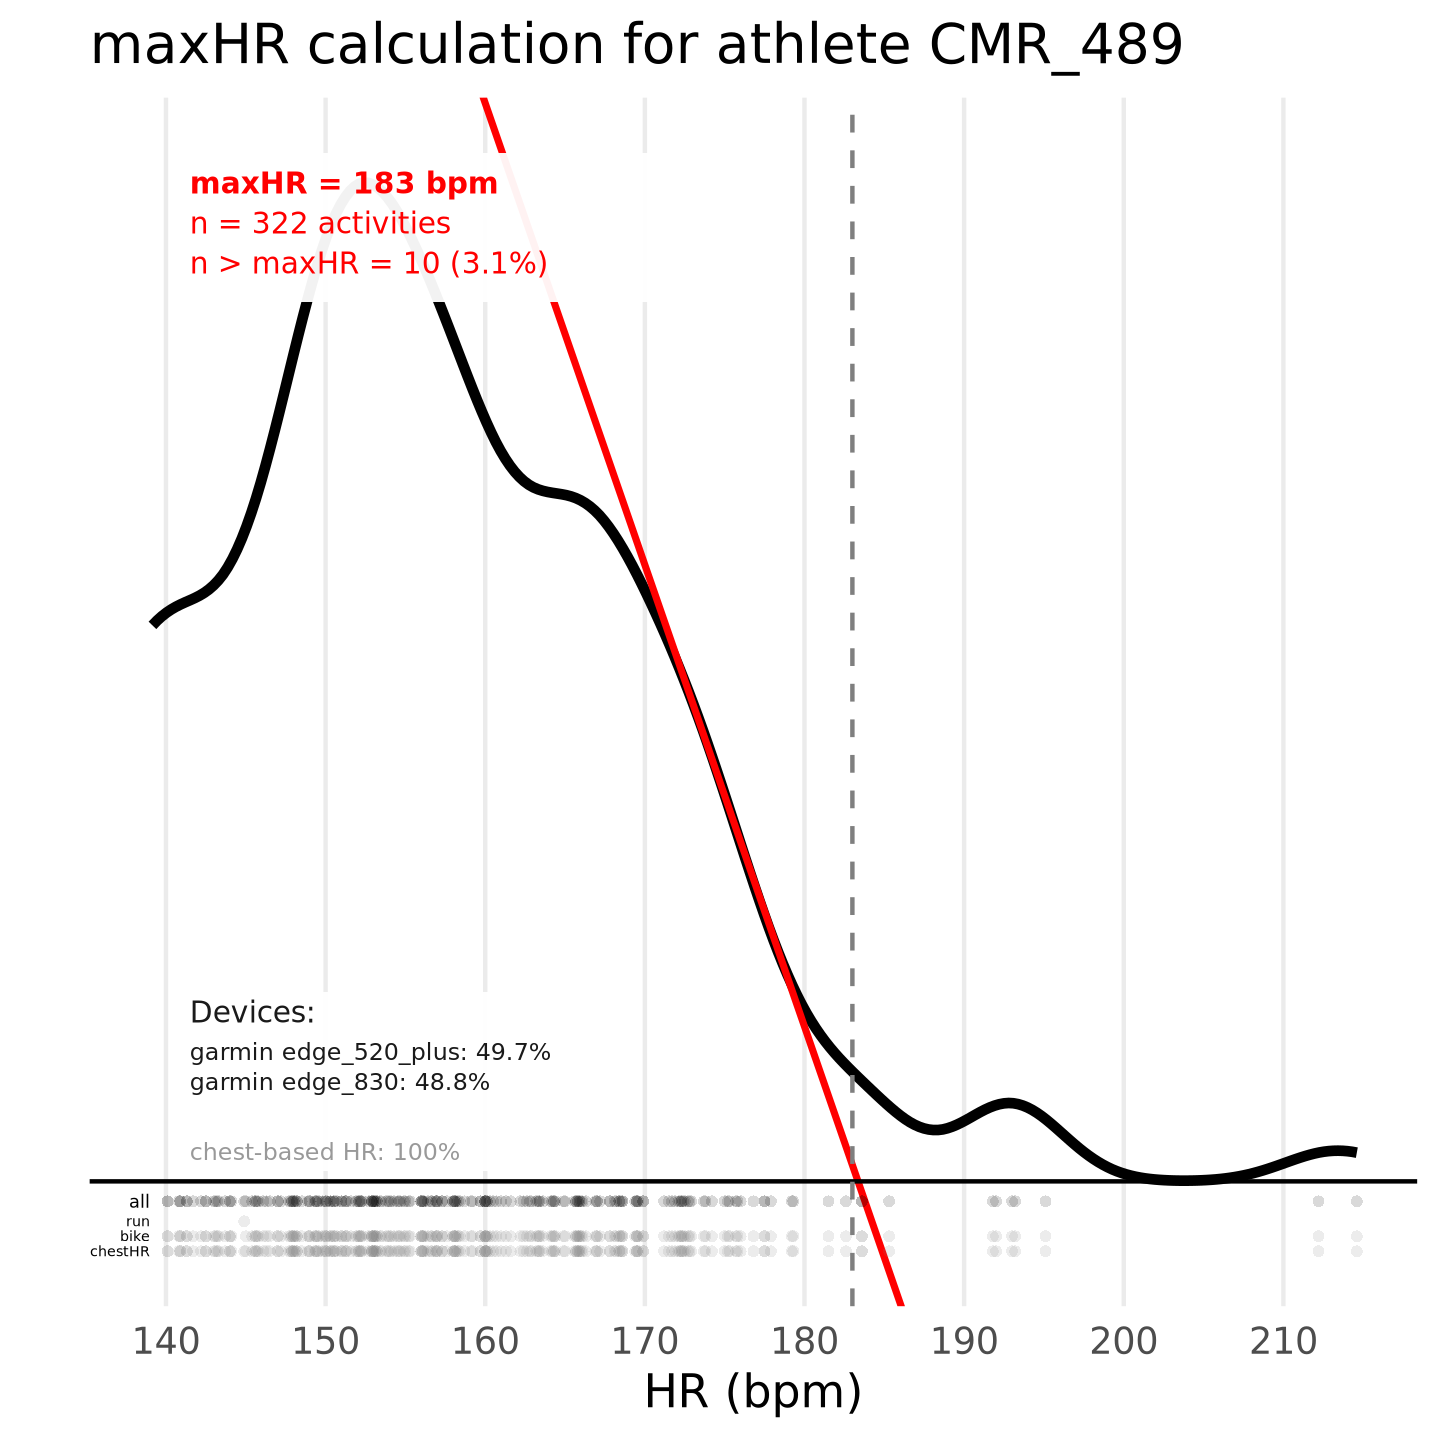 maxHR calculation for athlete CMR_489
maxHR = 183 bpm
n = 322 activities
n > maxHR = 10 (3.1%)
Devices:
garmin edge_520_plus: 49.7%
garmin edge_830: 48.8%
chest-based HR: 100%
all
run
bike
chestHR
140 150 160 170 180 190 200 210
HR (bpm)